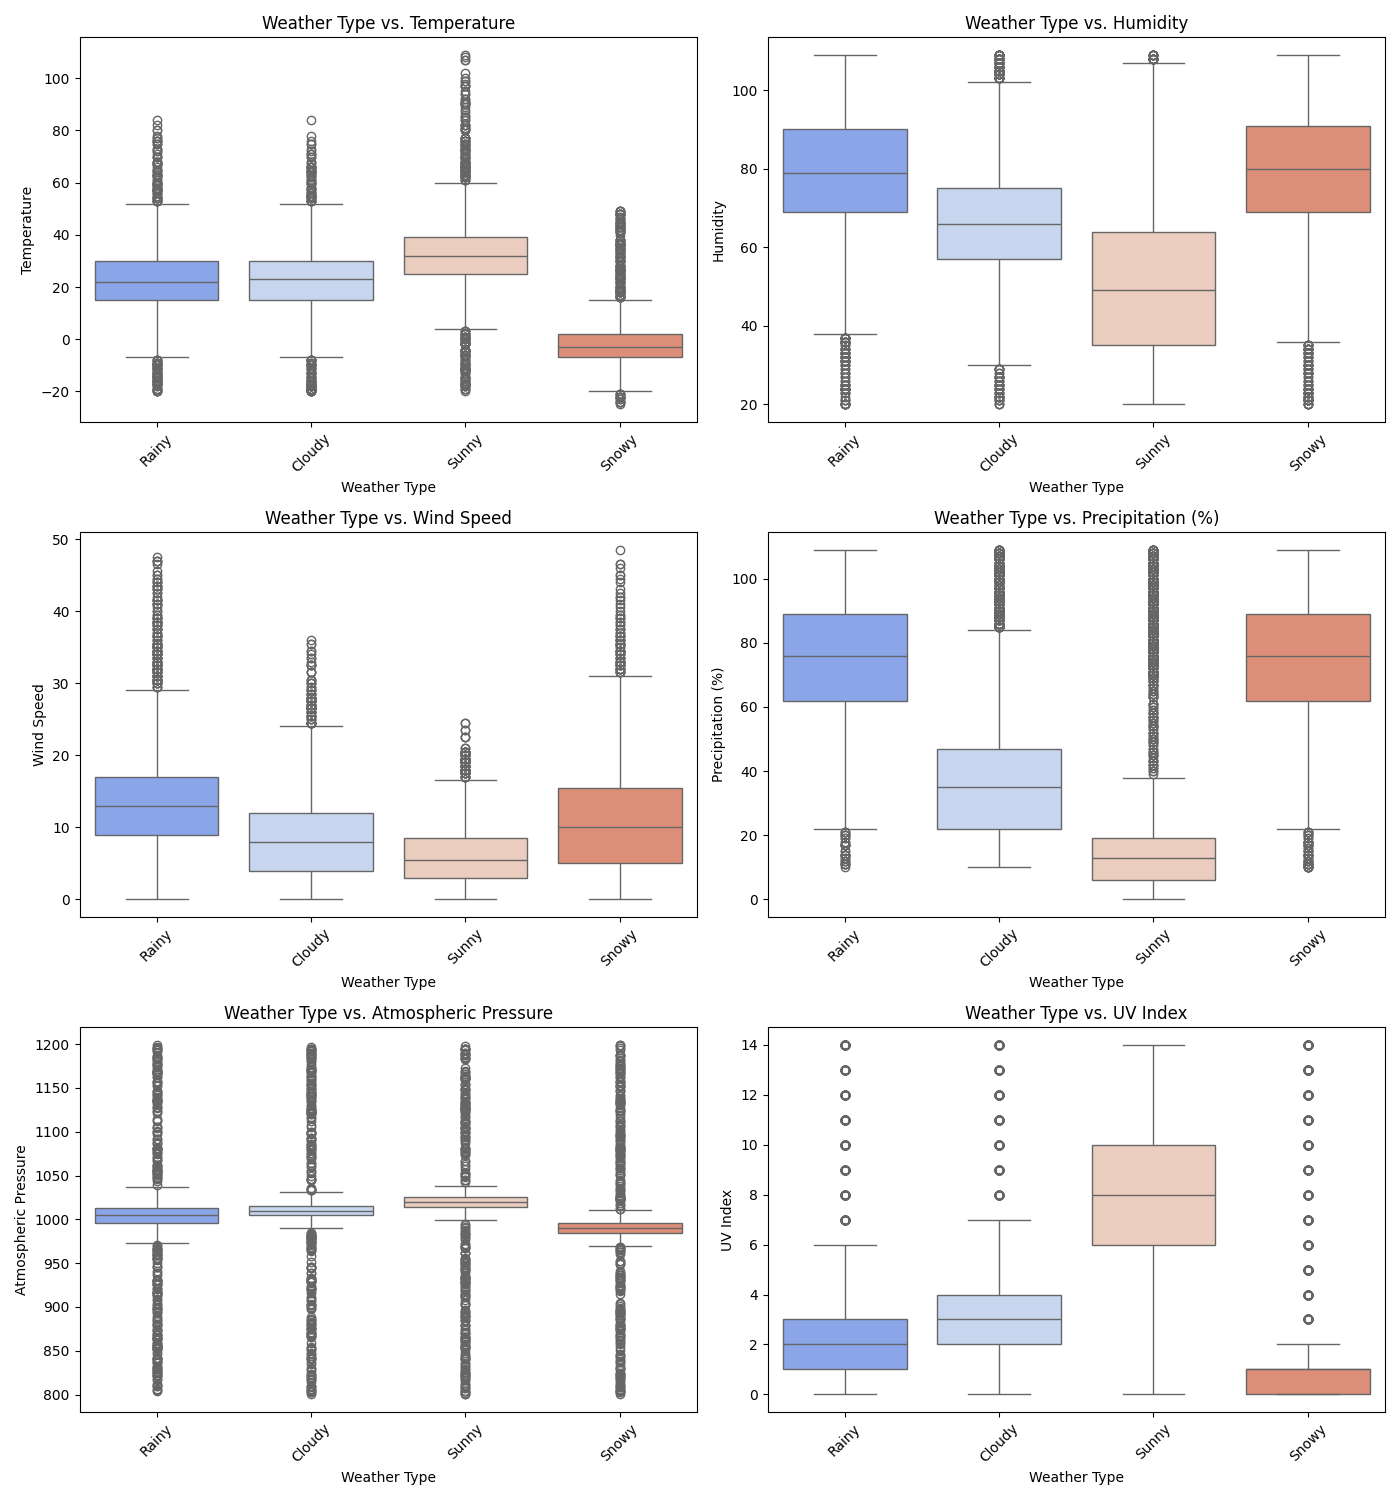 Weather Type vs. Temperature
Temperature
100
80
60
40
20
0
−20
Rainy
Cloudy
Sunny
Snowy
Weather Type
Weather Type vs. Humidity
Humidity
100
80
60
40
20
Rainy
Cloudy
Sunny
Snowy
Weather Type
Weather Type vs. Wind Speed
Wind Speed
50
40
30
20
10
0
Rainy
Cloudy
Sunny
Snowy
Weather Type
Weather Type vs. Precipitation (%)
Precipitation (%)
100
80
60
40
20
0
Rainy
Cloudy
Sunny
Snowy
Weather Type
Weather Type vs. Atmospheric Pressure
Atmospheric Pressure
1200
1150
1100
1050
1000
950
900
850
800
Rainy
Cloudy
Sunny
Snowy
Weather Type
Weather Type vs. UV Index
UV Index
14
12
10
8
6
4
2
0
Rainy
Cloudy
Sunny
Snowy
Weather Type